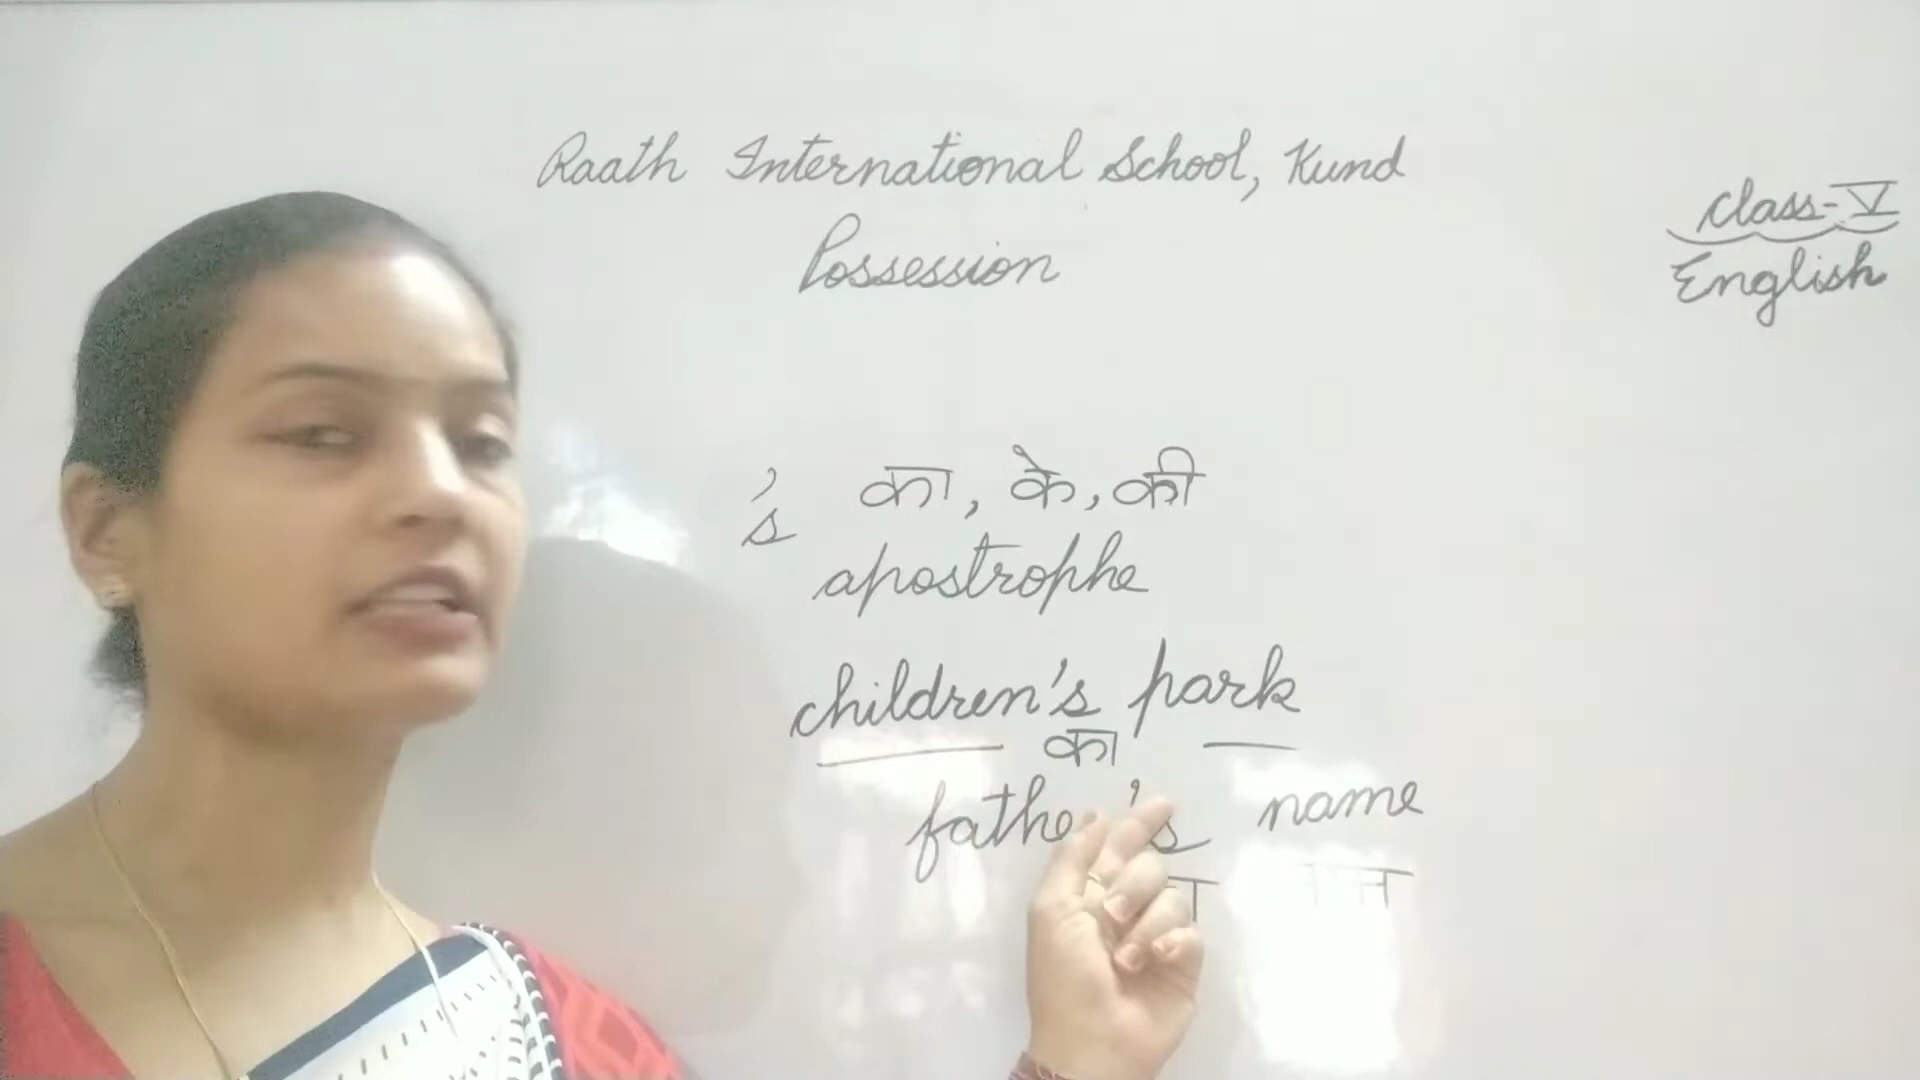 Raath International School, Kund
Possession
Class-V
English
's का, के, की
apostrophe
children's park
का
father's name